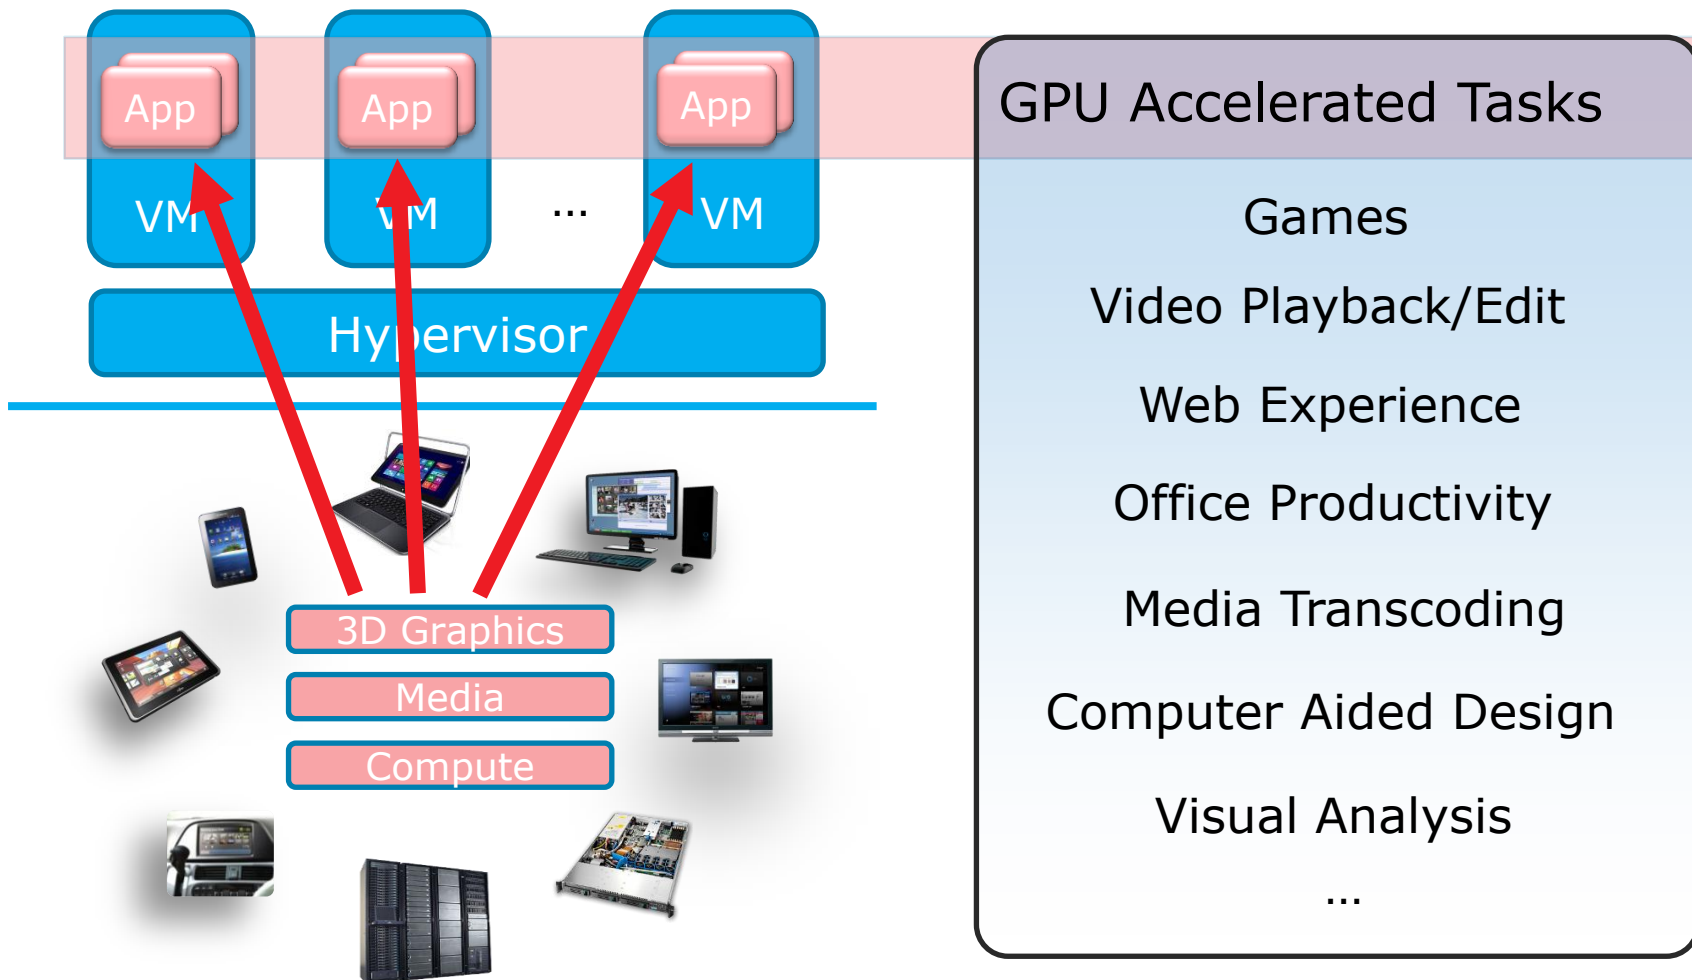 App
App
App
VM
VM
...
VM
Hypervisor
3D Graphics
Media
Compute
GPU Accelerated Tasks
Games
Video Playback/Edit
Web Experience
Office Productivity
Media Transcoding
Computer Aided Design
Visual Analysis
...